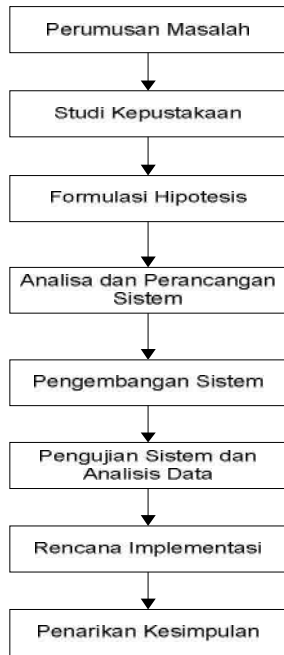 Perumusan Masalah
Studi Kepustakaan
Formulasi Hipotesis
Analisa dan Perancangan
Sistem
Pengembangan Sistem
Pengujian Sistem dan
Analisis Data
Rencana Implementasi
Penarikan Kesimpulan